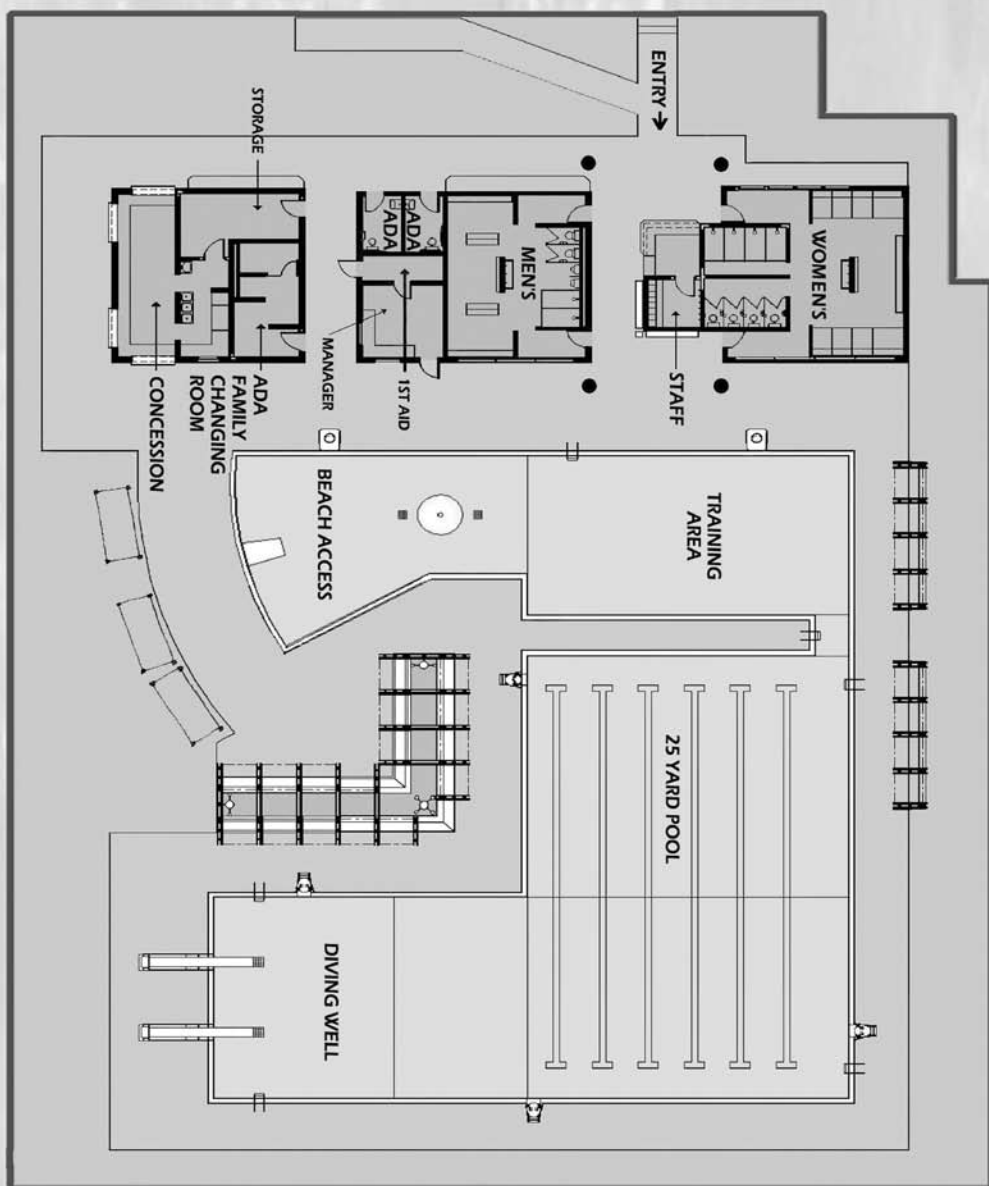 ENTRY
STORAGE
WOMEN'S
MEN'S
ADA
ADA
STAFF
1ST AID
MANAGER
ADA
FAMILY
CHANGING
ROOM
CONCESSION
TRAINING
AREA
BEACH ACCESS
25 YARD POOL
DIVING WELL